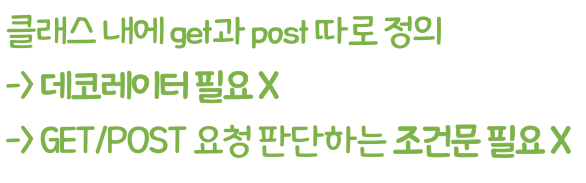 클래스 내에 get과 post 따로 정의
-> 데코레이터 필요 X
-> GET/POST 요청 판단하는 조건문 필요 X